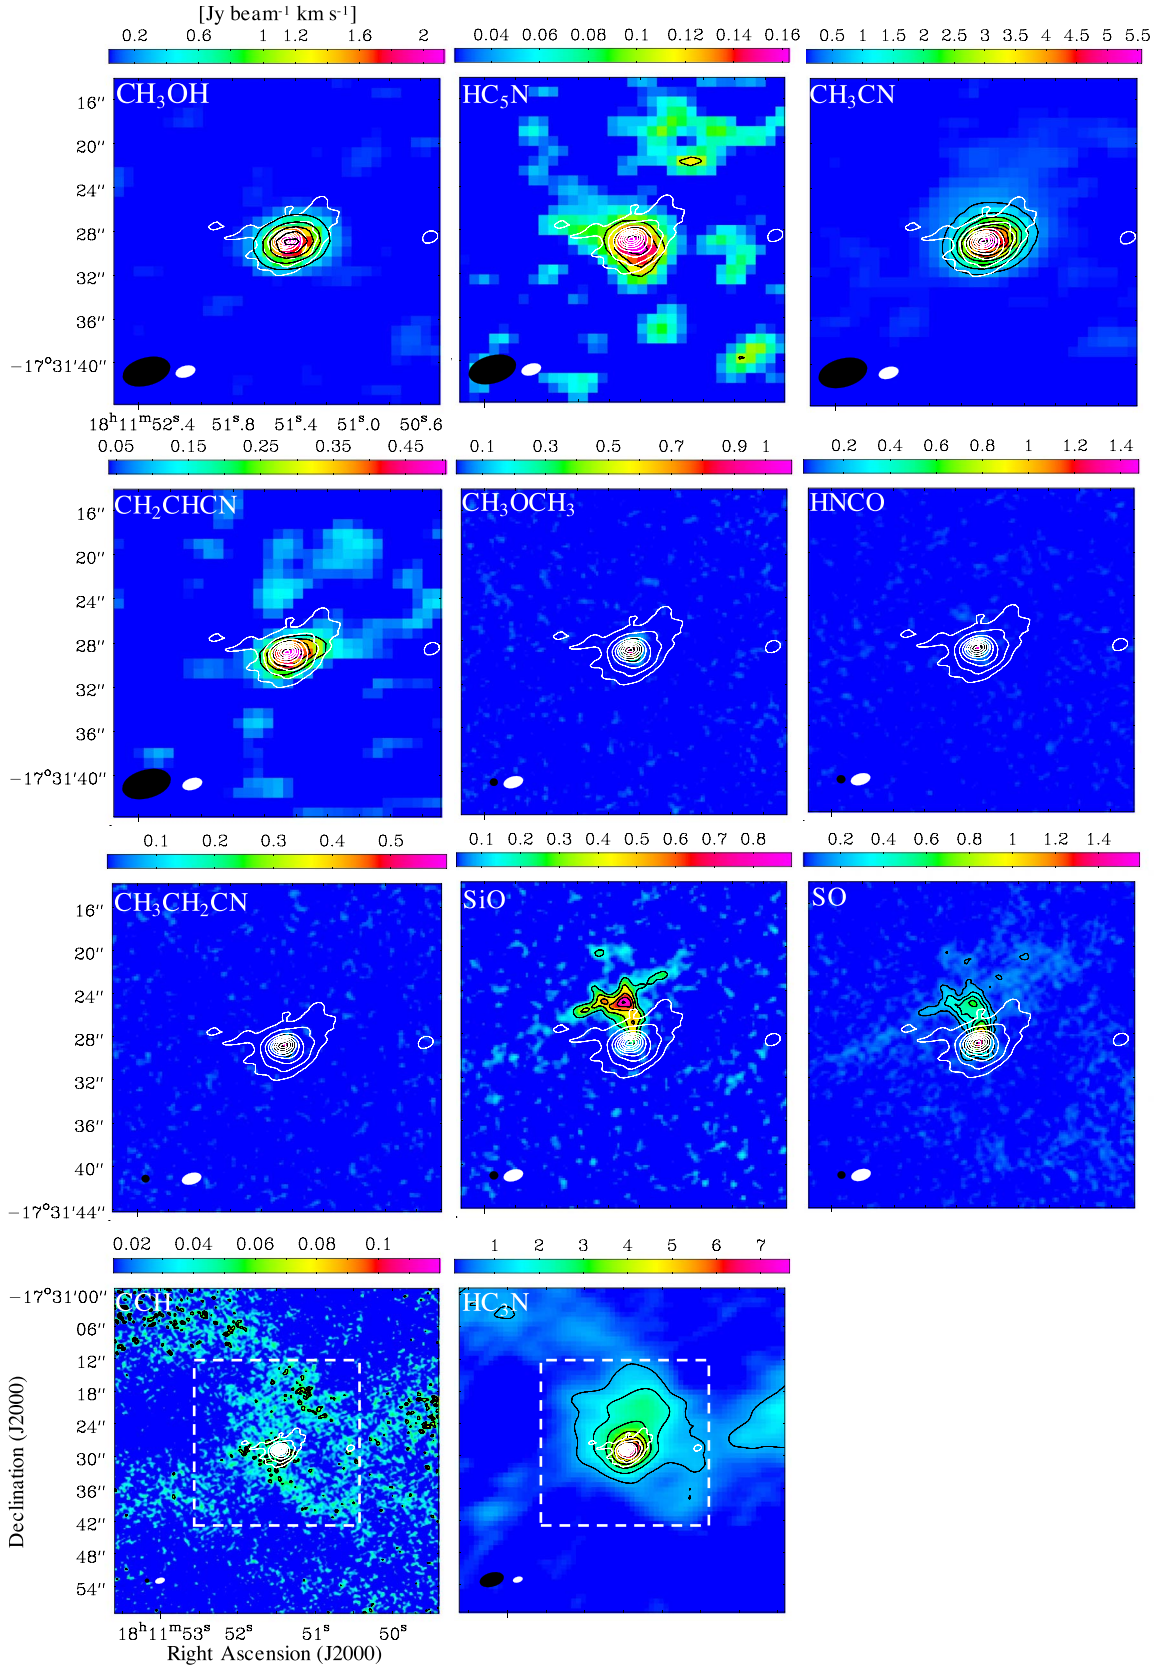 [Jy beam⁻¹ km s⁻¹]
0.2 0.6 1 1.2 1.6 2
0.04 0.06 0.08 0.1 0.12 0.14 0.16
0.5 1 1.5 2 2.5 3 3.5 4 4.5 5 5.5
CH₃OH
HC₅N
CH₃CN
16″
20″
24″
28″
32″
36″
−17°31′40″
18ʰ11ᵐ52ˢ.4 51ˢ.8 51ˢ.4 51ˢ.0 50ˢ.6
0.05 0.15 0.25 0.35 0.45
0.1 0.3 0.5 0.7 0.9 1
0.2 0.4 0.6 0.8 1 1.2 1.4
CH₂CHCN
CH₃OCH₃
HNCO
16″
20″
24″
28″
32″
36″
−17°31′40″
0.1 0.2 0.3 0.4 0.5
0.1 0.2 0.3 0.4 0.5 0.6 0.7 0.8
0.2 0.4 0.6 0.8 1 1.2 1.4
CH₃CH₂CN
SiO
SO
16″
20″
24″
28″
32″
36″
40″
−17°31′44″
0.02 0.04 0.06 0.08 0.1
1 2 3 4 5 6 7
CCH
HC₃N
−17°31′00″
06″
12″
18″
24″
30″
36″
42″
48″
54″
18ʰ11ᵐ53ˢ 52ˢ 51ˢ 50ˢ
Declination (J2000)
Right Ascension (J2000)